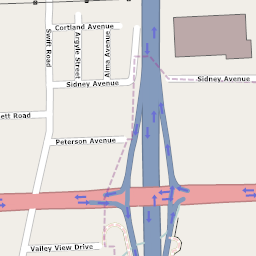 Cortland Avenue
Swift Road
Argyle Street
Alma Avenue
Sidney Avenue
Sidney Avenue
ett Road
Peterson Avenue
Valley View Drive